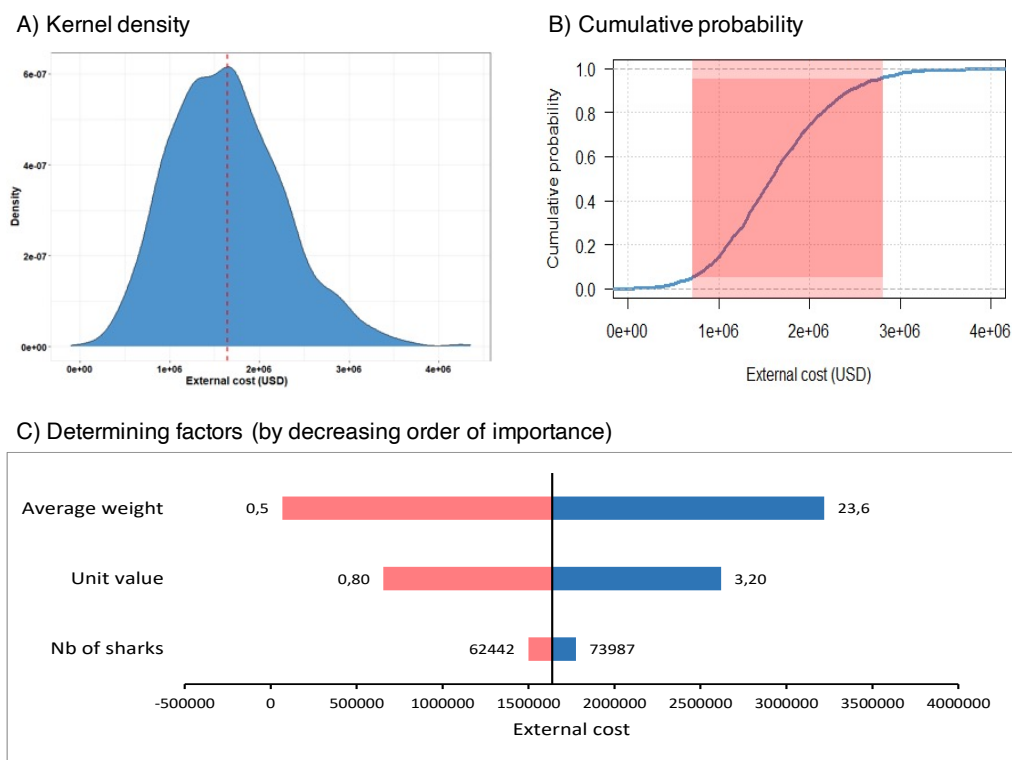 A) Kernel density
6e-07
4e-07
2e-07
0e+00
Density
0e+00 1e+06 2e+06 3e+06 4e+06
External cost (USD)
B) Cumulative probability
1.0
0.8
0.6
0.4
0.2
0.0
Cumulative probability
0e+00 1e+06 2e+06 3e+06 4e+06
External cost (USD)
C) Determining factors (by decreasing order of importance)
Average weight 0,5 23,6
Unit value 0,80 3,20
Nb of sharks 62442 73987
-500000 0 500000 1000000 1500000 2000000 2500000 3000000 3500000 4000000
External cost